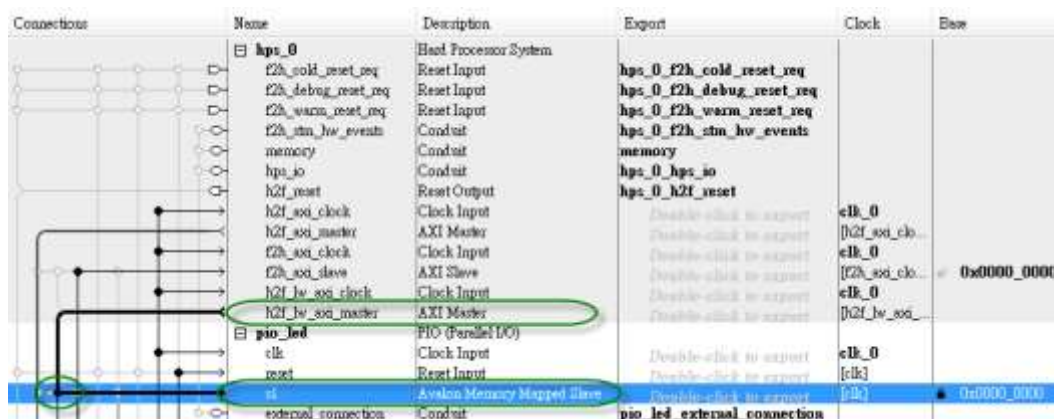 Connections Name Description Export Clock Base
hps_0 Hard Processor System
f2h_cold_reset_req Reset Input hps_0_f2h_cold_reset_req
f2h_debug_reset_req Reset Input hps_0_f2h_debug_reset_req
f2h_warm_reset_req Reset Input hps_0_f2h_warm_reset_req
f2h_stm_hw_events Conduit hps_0_f2h_stm_hw_events
memory Conduit memory
hps_io Conduit hps_0_hps_io
h2f_reset Reset Output hps_0_h2f_reset
h2f_axi_clock Clock Input Double-click to export clk_0
h2f_axi_master AXI Master Double-click to export [h2f_axi_clo...
f2h_axi_clock Clock Input Double-click to export clk_0
f2h_axi_slave AXI Slave Double-click to export [f2h_axi_clo... 0x0000_0000
h2f_lw_axi_clock Clock Input Double-click to export clk_0
h2f_lw_axi_master AXI Master Double-click to export [h2f_lw_axi_...
pio_led PIO (Parallel I/O)
clk Clock Input Double-click to export clk_0
reset Reset Input Double-click to export [clk]
s1 Avalon Memory Mapped Slave Double-click to export [clk] 0x0000_0000
external_connection Conduit pio_led_external_connection